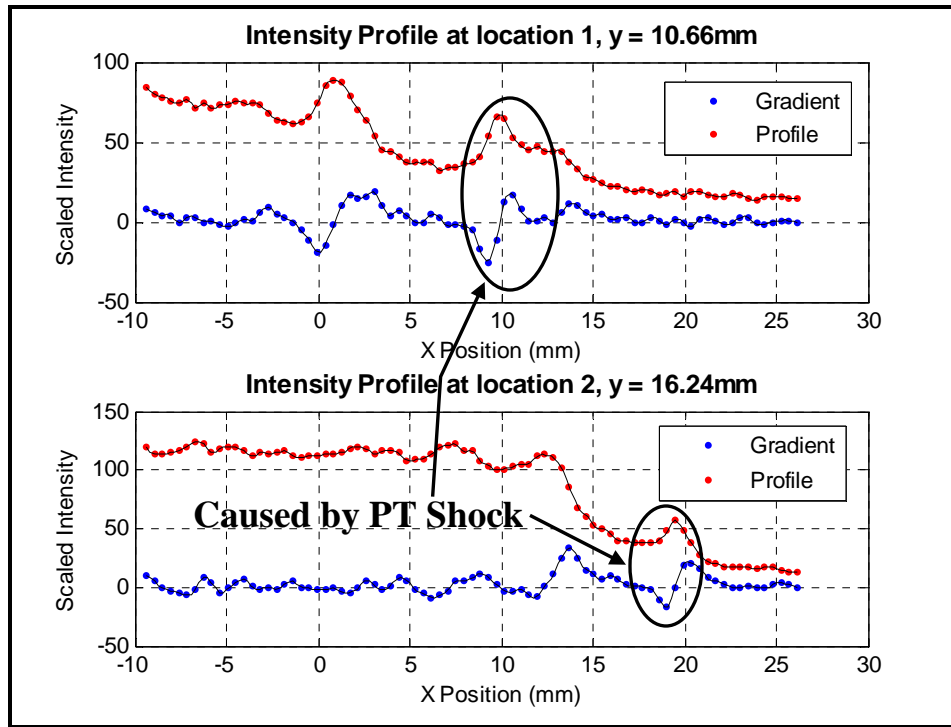 Intensity Profile at location 1, y = 10.66mm
100
50
0
-50
Scaled Intensity
Gradient
Profile
-10 -5 0 5 10 15 20 25 30
X Position (mm)
Intensity Profile at location 2, y = 16.24mm
150
100
50
0
-50
Scaled Intensity
Gradient
Profile
Caused by PT Shock
-10 -5 0 5 10 15 20 25 30
X Position (mm)